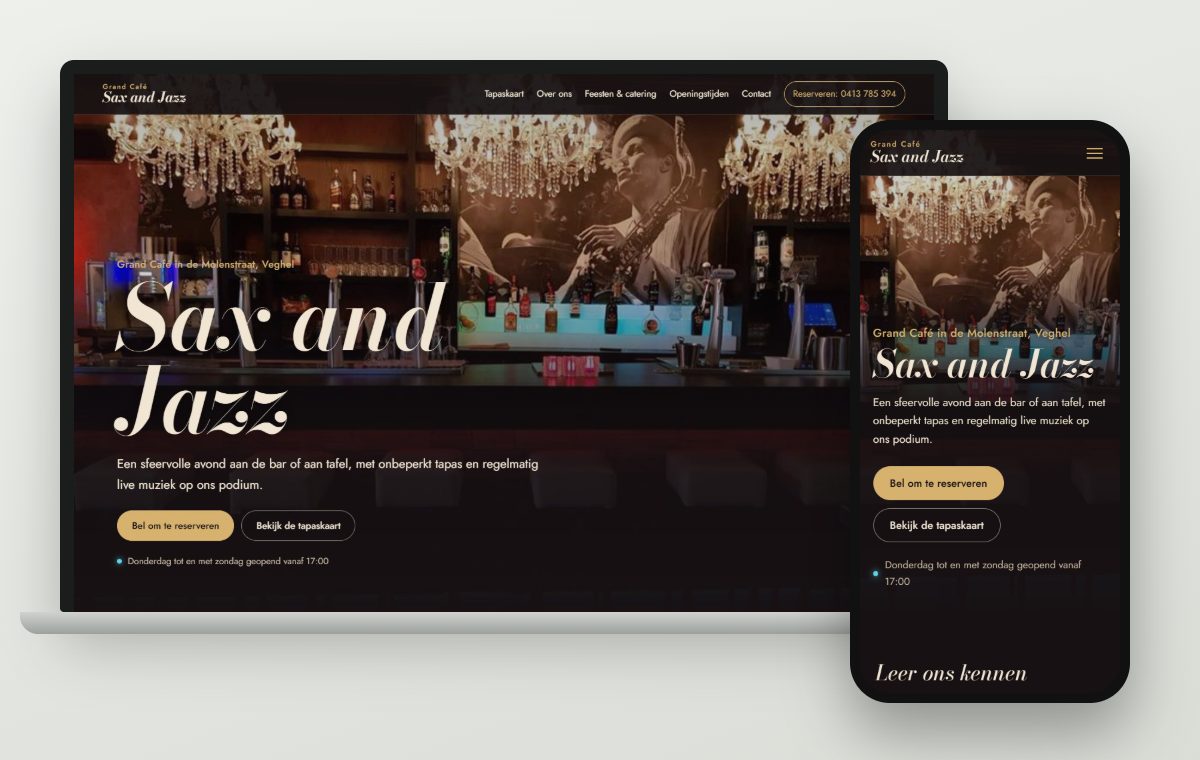 Grand Café
Sax and Jazz
Tapaskaart Over ons Feesten & catering Openingstijden Contact Reserveren: 0413 785 394
Grand Café in de Molenstraat, Veghel
Sax and
Jazz
Een sfeervolle avond aan de bar of aan tafel, met onbeperkt tapas en regelmatig
live muziek op ons podium.
Bel om te reserveren Bekijk de tapaskaart
Donderdag tot en met zondag geopend vanaf 17:00
Grand Café
Sax and Jazz
Grand Café in de Molenstraat, Veghel
Sax and Jazz
Een sfeervolle avond aan de bar of aan tafel, met
onbeperkt tapas en regelmatig live muziek op
ons podium.
Bel om te reserveren
Bekijk de tapaskaart
Donderdag tot en met zondag geopend vanaf
17:00
Leer ons kennen